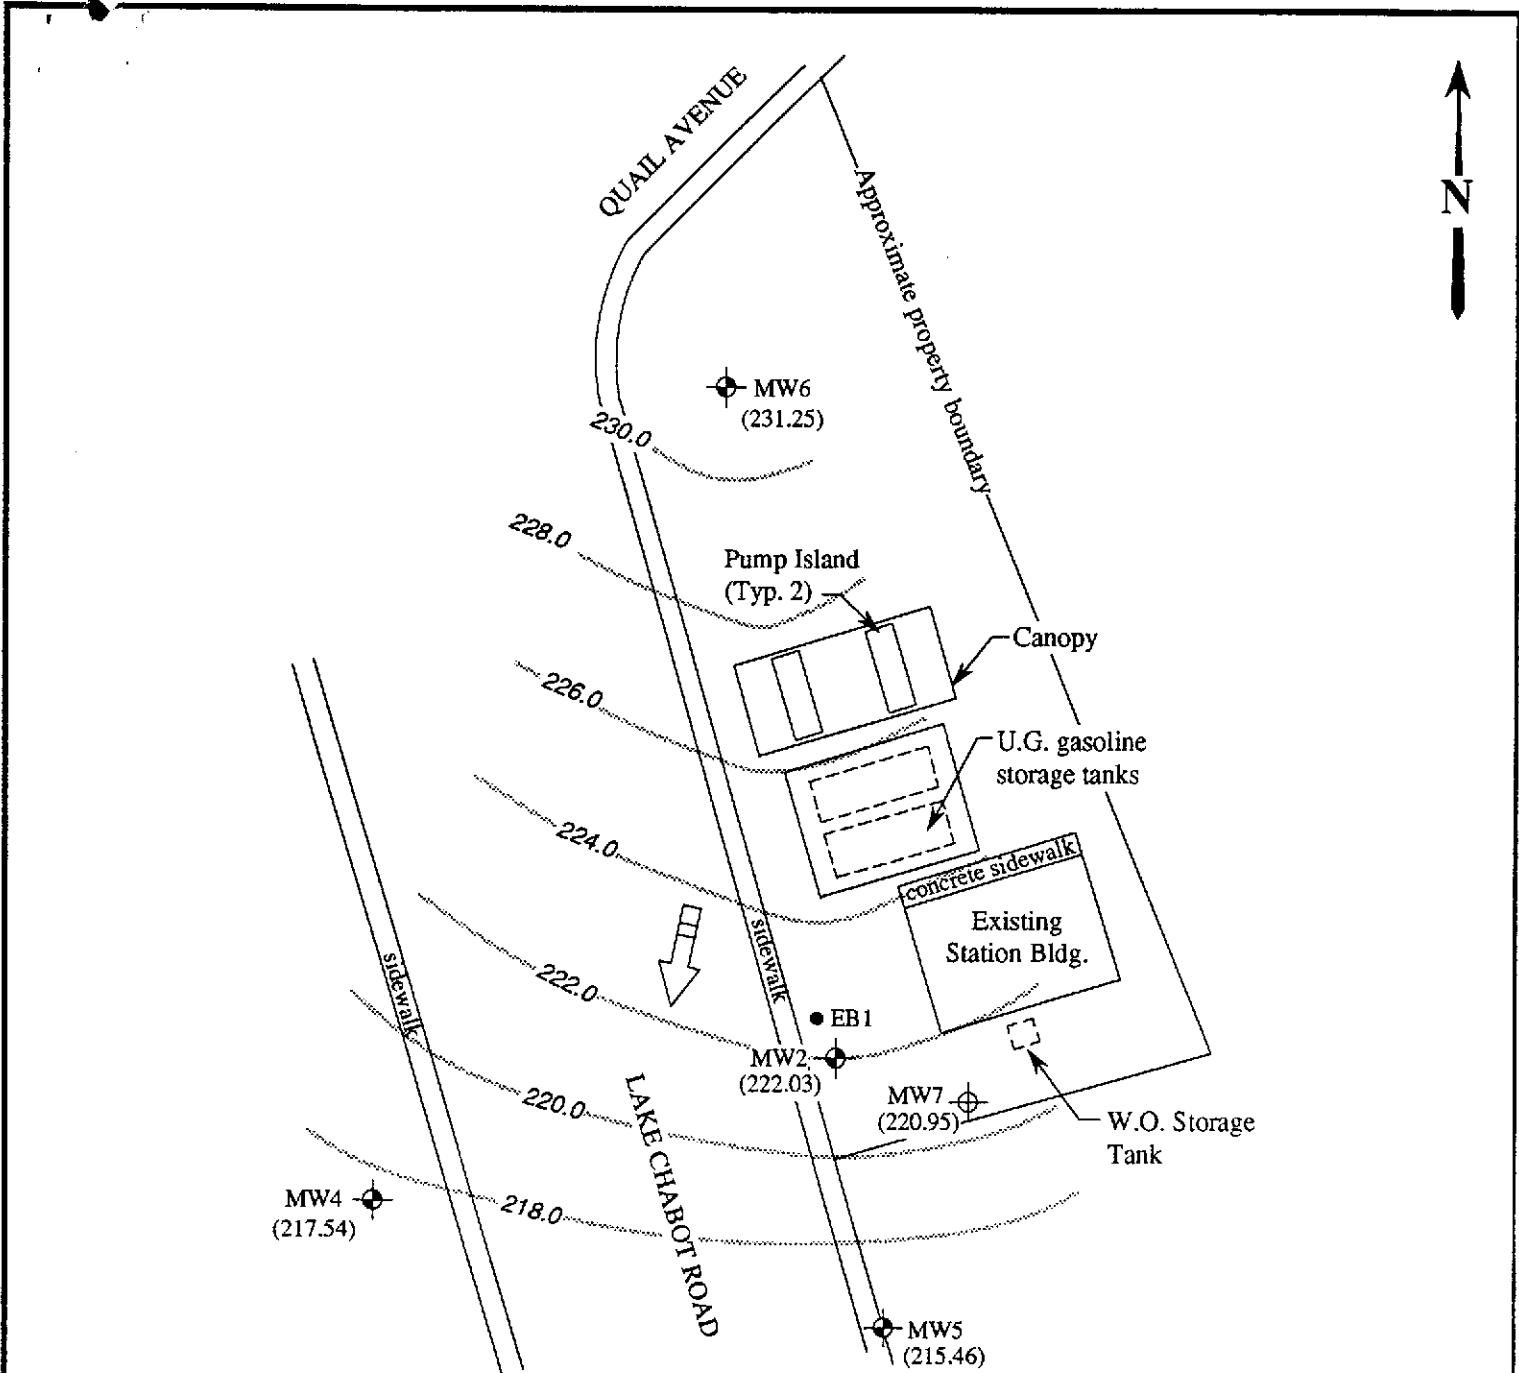 QUAIL AVENUE
N
Approximate property boundary
MW6
(231.25)
230.0
228.0
Pump Island
(Typ. 2)
Canopy
226.0
U.G. gasoline
storage tanks
224.0
concrete sidewalk
Existing
Station Bldg.
sidewalk
sidewalk
222.0
EB1
MW2
(222.03)
MW7
(220.95)
220.0
W.O. Storage
Tank
LAKE CHABOT ROAD
MW4
(217.54)
218.0
MW5
(215.46)